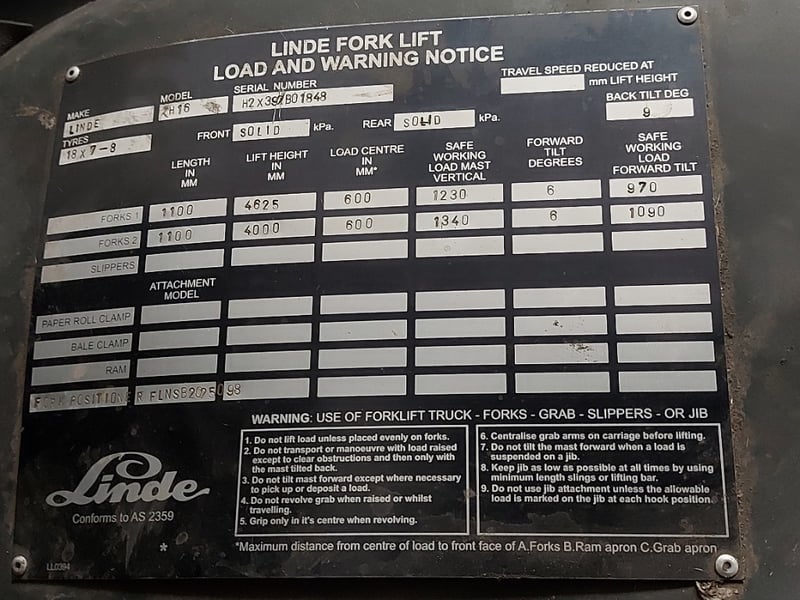 LINDE FORK LIFT
LOAD AND WARNING NOTICE
MAKE LINDE
MODEL H16
SERIAL NUMBER
TRAVEL SPEED REDUCED AT
mm LIFT HEIGHT
BACK TILT DEG
9
TYRES 18 x 7-8
FRONT SOLID kPa. REAR SOLID kPa.
LENGTH IN MM
LIFT HEIGHT IN MM
LOAD CENTRE IN MM*
SAFE WORKING LOAD MAST VERTICAL
FORWARD TILT DEGREES
SAFE WORKING LOAD FORWARD TILT
FORKS 1 1100 4625 600 1230 6 970
FORKS 2 1100 4000 600 1340 6 1090
SLIPPERS
ATTACHMENT MODEL
PAPER ROLL CLAMP
BALE CLAMP
RAM
FORK POSITIONER
WARNING: USE OF FORKLIFT TRUCK - FORKS - GRAB - SLIPPERS - OR JIB
1. Do not lift load unless placed evenly on forks.
2. Do not transport or manoeuvre with load raised
except to clear obstructions and then only with
the mast tilted back.
3. Do not tilt mast forward except where necessary
to pick up or deposit a load.
4. Do not revolve grab when raised or whilst
travelling.
5. Grip only in it's centre when revolving.
6. Centralise grab arms on carriage before lifting.
7. Do not tilt the mast forward when a load is
suspended on a jib.
8. Keep jib as low as possible at all times by using
minimum length slings or lifting bar.
9. Do not use jib attachment unless the allowable
load is marked on the jib at each hook position.
Linde
Conforms to AS 2359
*
*Maximum distance from centre of load to front face of A.Forks B.Ram apron C.Grab apron
LL0394